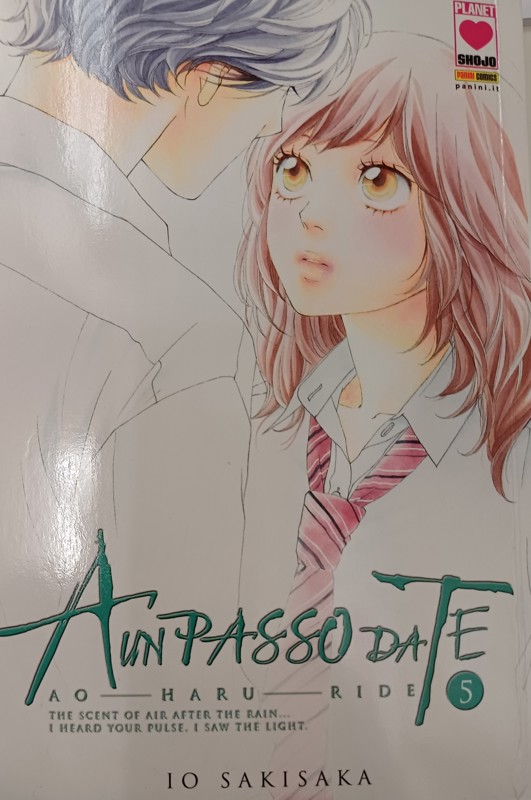 PLANET
SHOJO
PANINI COMICS
panini.it
A UN PASSO DA TE
AO — HARU — RIDE 5
THE SCENT OF AIR AFTER THE RAIN...
I HEARD YOUR PULSE. I SAW THE LIGHT.
IO SAKISAKA